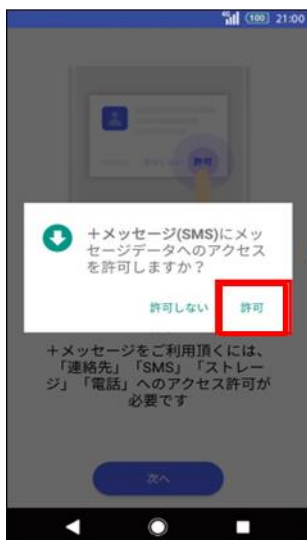 4G 100 21:00
許可
＋メッセージ(SMS)にメッ
セージデータへのアクセス
を許可しますか？
許可しない 許可
＋メッセージをご利用頂くには、
「連絡先」「SMS」「ストレー
ジ」「電話」へのアクセス許可が
必要です
次へ